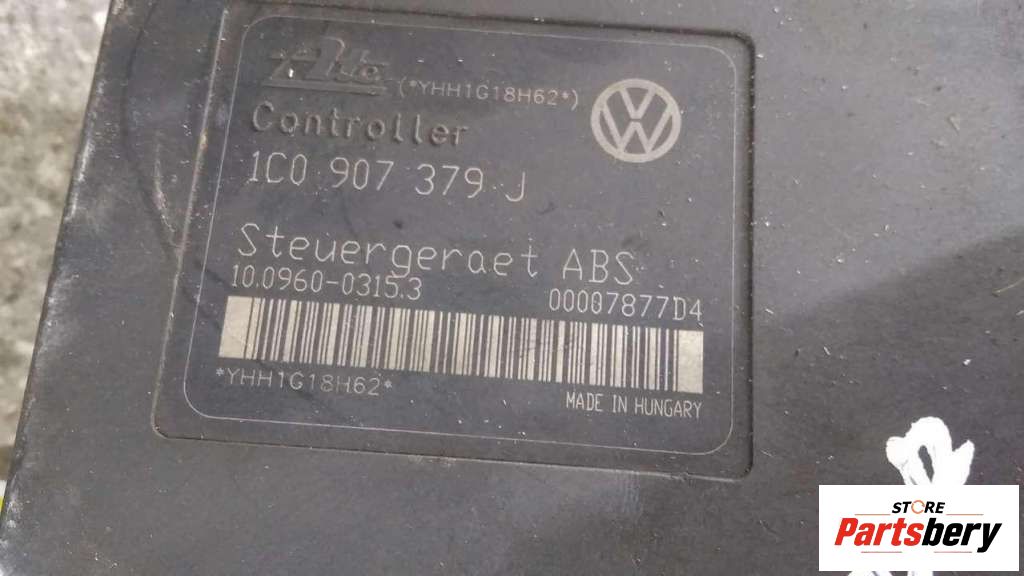 Ate (*YHH1G18H62*)
Controller
1C0 907 379 J
Steuergeraet ABS
10.0960-0315.3 00007877D4
*YHH1G18H62*
MADE IN HUNGARY
STORE
Partsbery